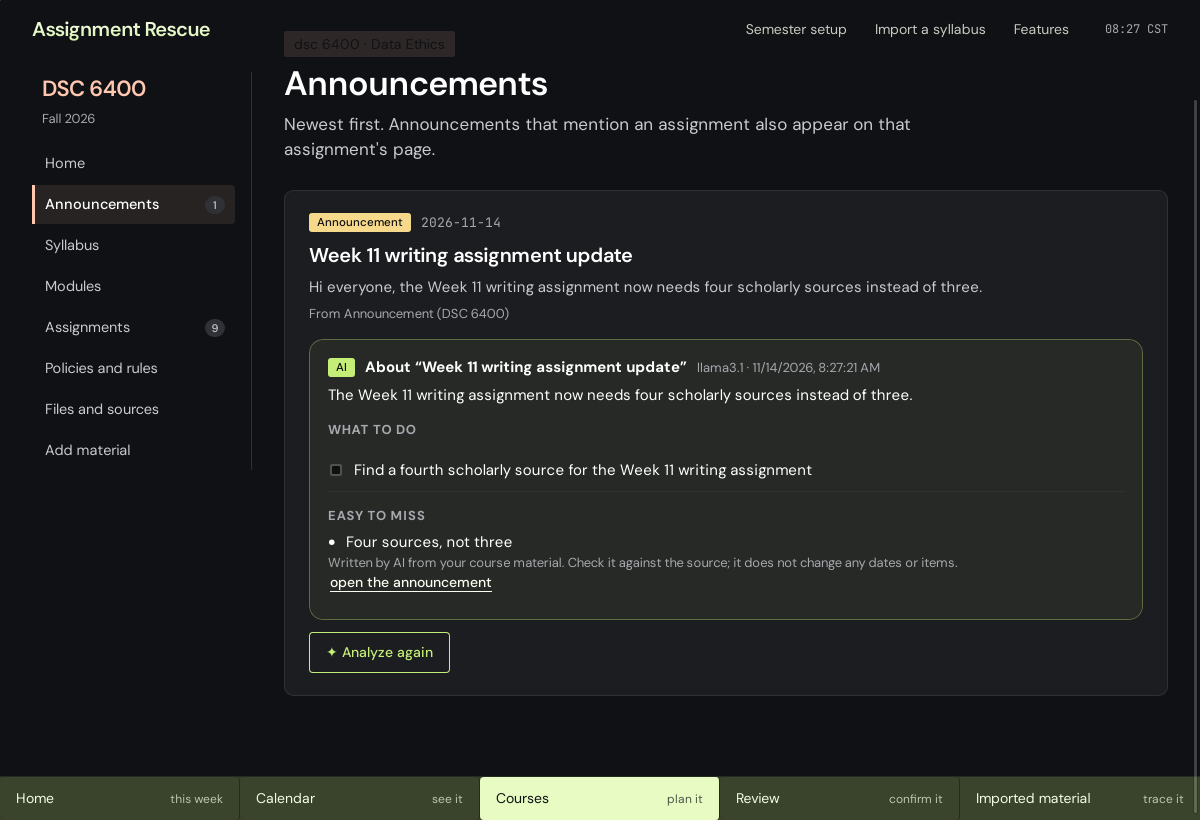 Assignment Rescue
Semester setup
Import a syllabus
Features
08:27 CST
DSC 6400
Fall 2026
Home
Announcements 1
Syllabus
Modules
Assignments 9
Policies and rules
Files and sources
Add material
dsc 6400 · Data Ethics
Announcements
Newest first. Announcements that mention an assignment also appear on that
assignment's page.
Announcement 2026-11-14
Week 11 writing assignment update
Hi everyone, the Week 11 writing assignment now needs four scholarly sources instead of three.
From Announcement (DSC 6400)
AI About “Week 11 writing assignment update” llama3.1 · 11/14/2026, 8:27:21 AM
The Week 11 writing assignment now needs four scholarly sources instead of three.
WHAT TO DO
Find a fourth scholarly source for the Week 11 writing assignment
EASY TO MISS
• Four sources, not three
Written by AI from your course material. Check it against the source; it does not change any dates or items.
open the announcement
✦ Analyze again
Home this week
Calendar see it
Courses plan it
Review confirm it
Imported material trace it